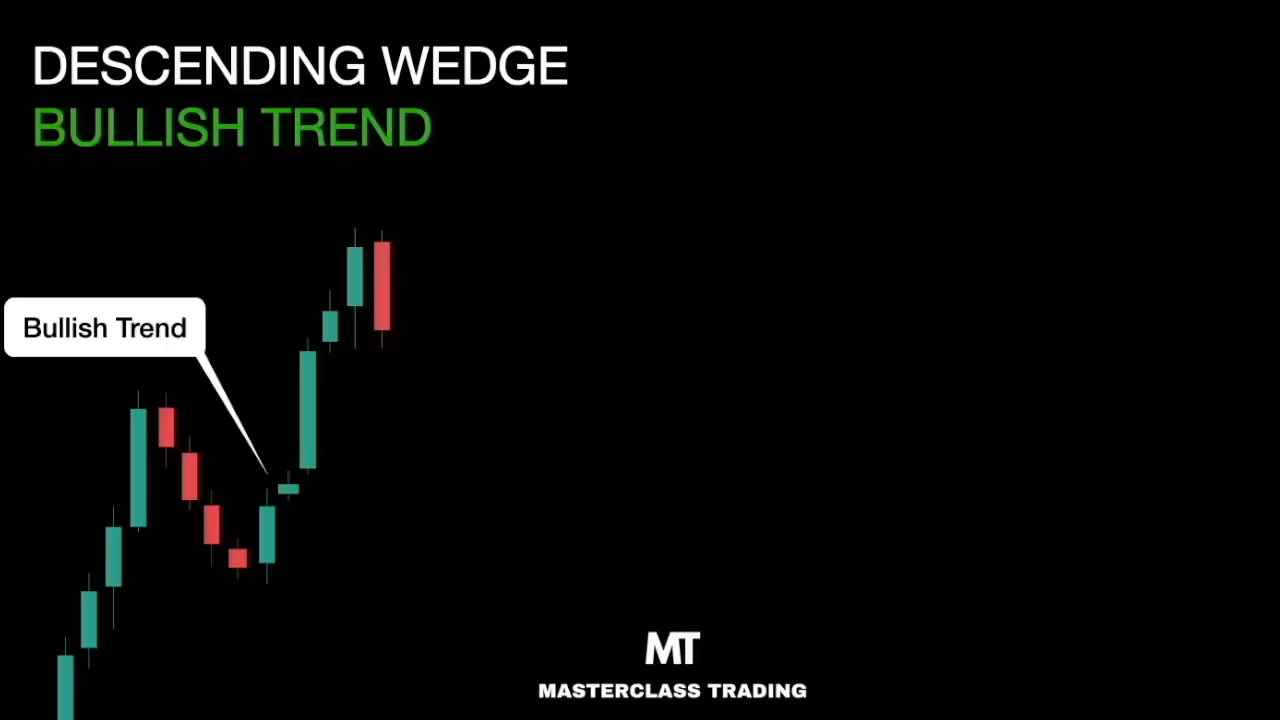 DESCENDING WEDGE
BULLISH TREND
Bullish Trend
MT
MASTERCLASS TRADING